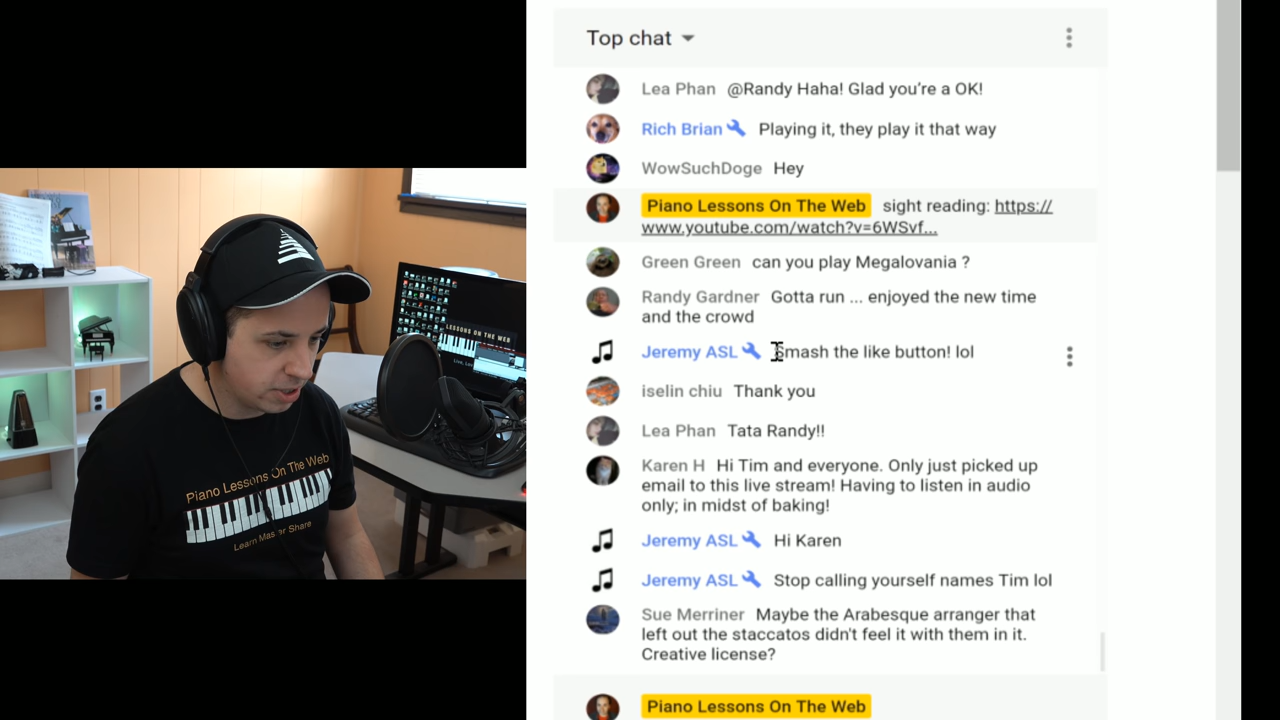 Top chat
Lea Phan @Randy Haha! Glad you're a OK!
Rich Brian Playing it, they play it that way
WowSuchDoge Hey
Piano Lessons On The Web sight reading: https://
www.youtube.com/watch?v=6WSvf...
Green Green can you play Megalovania ?
Randy Gardner Gotta run ... enjoyed the new time
and the crowd
Jeremy ASL Smash the like button! lol
iselin chiu Thank you
Lea Phan Tata Randy!!
Karen H Hi Tim and everyone. Only just picked up
email to this live stream! Having to listen in audio
only; in midst of baking!
Jeremy ASL Hi Karen
Jeremy ASL Stop calling yourself names Tim lol
Sue Merriner Maybe the Arabesque arranger that
left out the staccatos didn't feel it with them in it.
Creative license?
Piano Lessons On The Web
LESSONS ON THE WEB
Piano Lessons On The Web
Learn Master Share